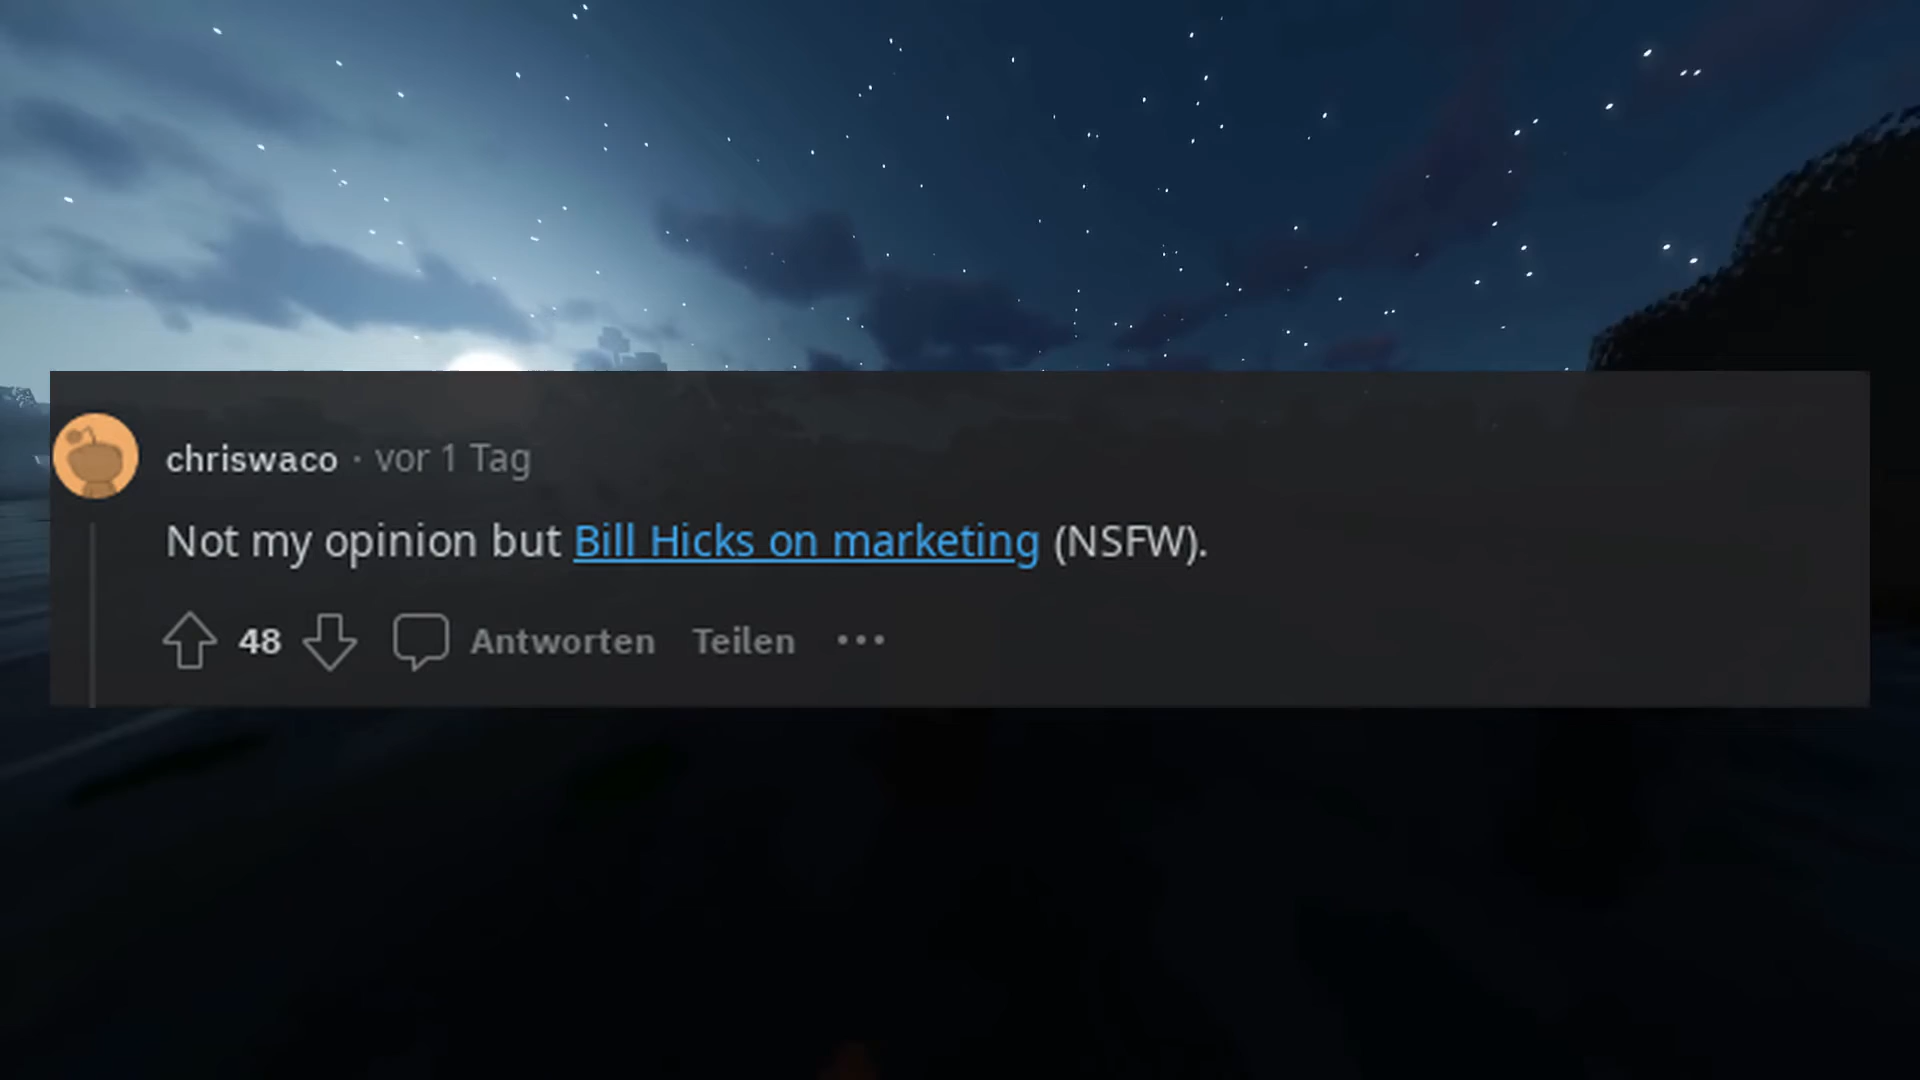 chriswaco · vor 1 Tag
Not my opinion but Bill Hicks on marketing (NSFW).
48 Antworten Teilen ...